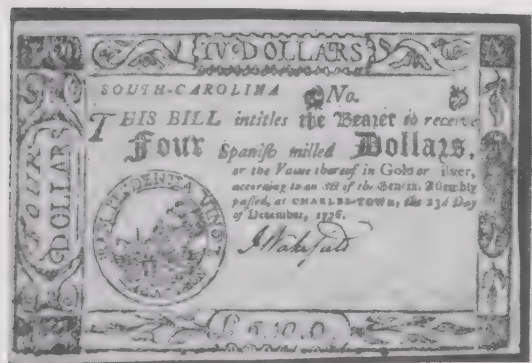 IV DOLLARS
SOUTH-CAROLINA No.
THIS BILL intitles the Bearer to receive
Four Spanish milled Dollars,
or the Value thereof in Gold or Silver,
according to an Act of the General Assembly
passed, at CHARLES-TOWN, the 23d Day
of December, 1776.
J Wakefield
FOUR
DOLLARS
£ 6.10.0